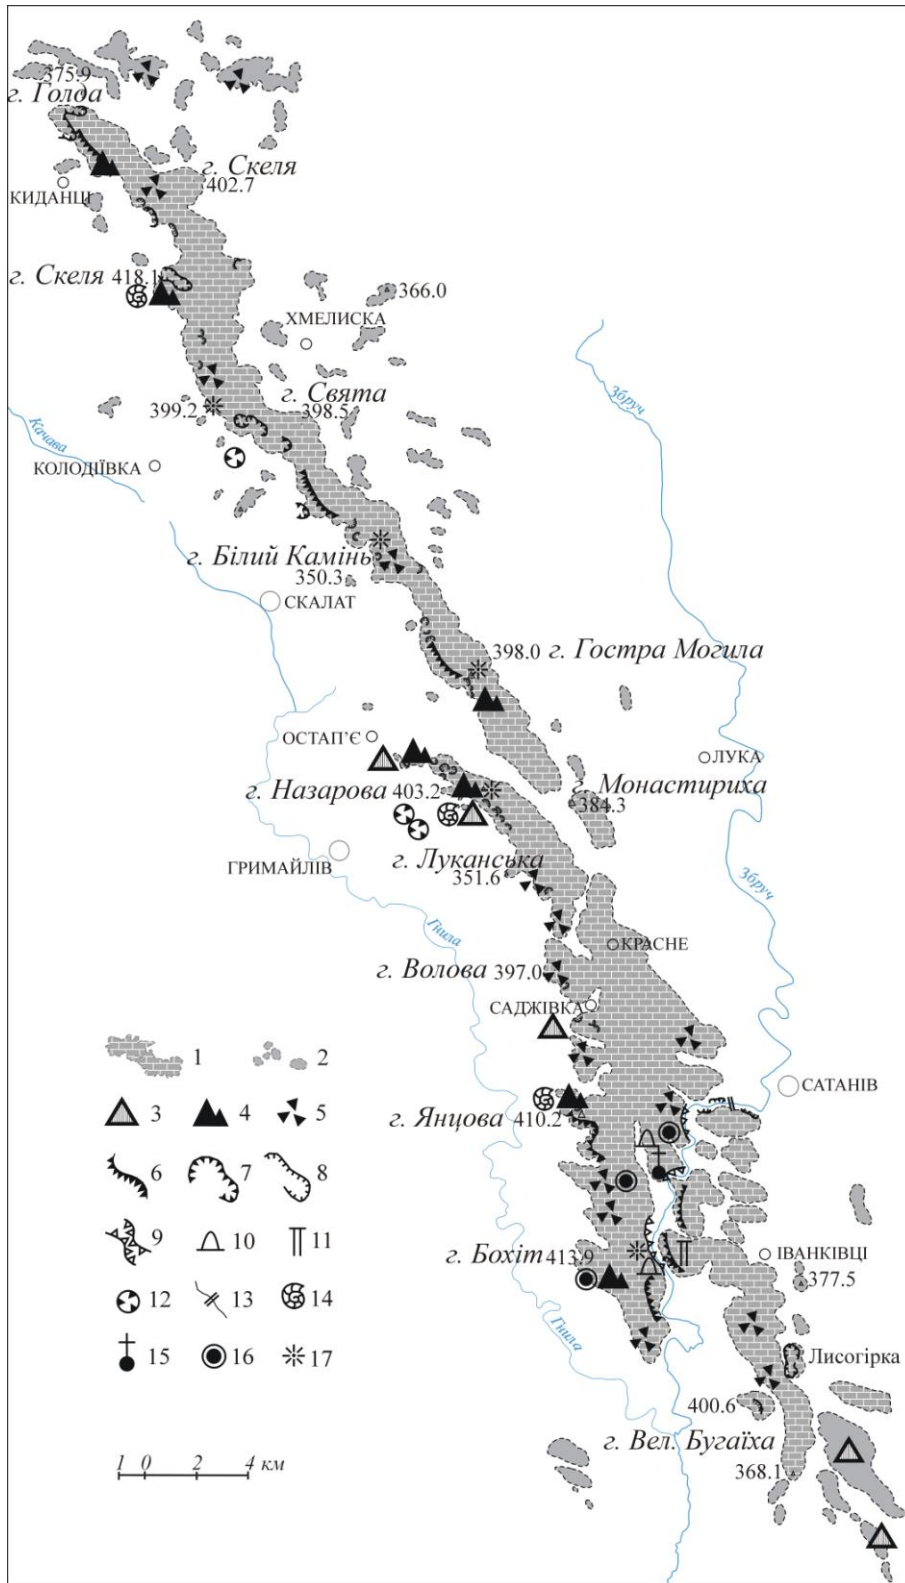 375.9
г. Голда
г. Скеля
402.7
КИДАНЦІ
г. Скеля 418.1
366.0
ХМЕЛИСКА
Збруч
г. Свята
399.2
398.5
Качава
КОЛОДІЇВКА
г. Білий Камінь
350.3
СКАЛАТ
398.0 г. Гостра Могила
ОСТАП'Є
ЛУКА
г. Монастириха
г. Назарова 403.2
384.3
г. Луканська
ГРИМАЙЛІВ
351.6
Збруч
Гнила
КРАСНЕ
г. Волова 397.0
САДЖІВКА
1
2
САТАНІВ
3
4
5
г. Янцова 410.2
6
7
8
9
10
11
г. Бохіт 413.9
ІВАНКІВЦІ
377.5
12
13
14
Гнила
15
16
17
Лисогірка
400.6
г. Вел. Бугаїха
1 0 2 4 км
368.1